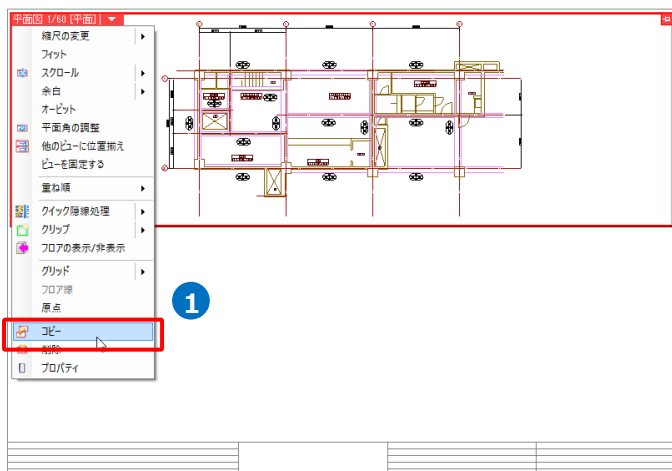 平面図 1/60 [平面]
縮尺の変更
フィット
スクロール
余白
オービット
平面角の調整
他のビューに位置揃え
ビューを固定する
重ね順
クイック隠線処理
クリップ
フロアの表示/非表示
グリッド
フロア線
原点
1
コピー
削除
プロパティ